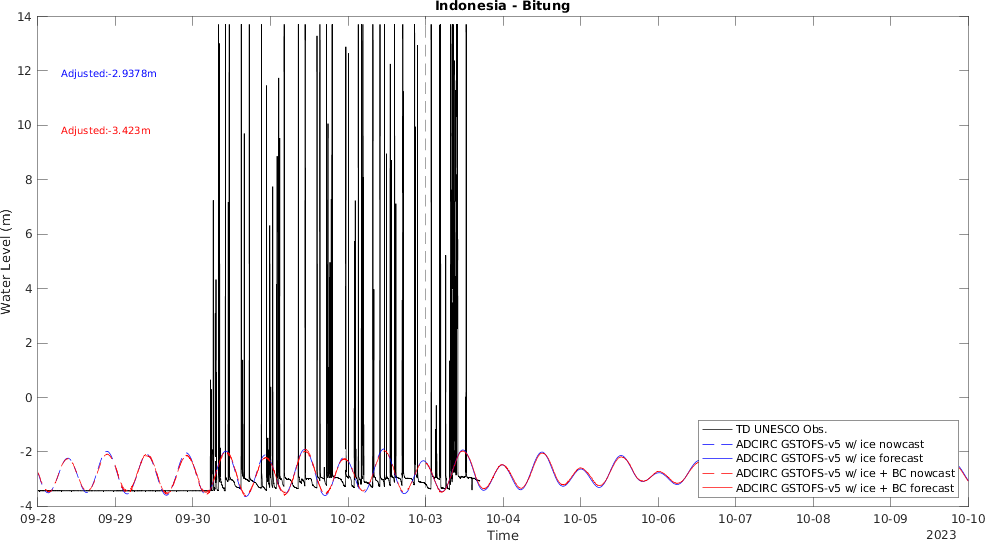 Indonesia - Bitung
14
12
10
8
6
4
2
0
-2
-4
Water Level (m)
Adjusted:-2.9378m
Adjusted:-3.423m
TD UNESCO Obs.
ADCIRC GSTOFS-v5 w/ ice nowcast
ADCIRC GSTOFS-v5 w/ ice forecast
ADCIRC GSTOFS-v5 w/ ice + BC nowcast
ADCIRC GSTOFS-v5 w/ ice + BC forecast
09-28 09-29 09-30 10-01 10-02 10-03 10-04 10-05 10-06 10-07 10-08 10-09 10-10
Time
2023